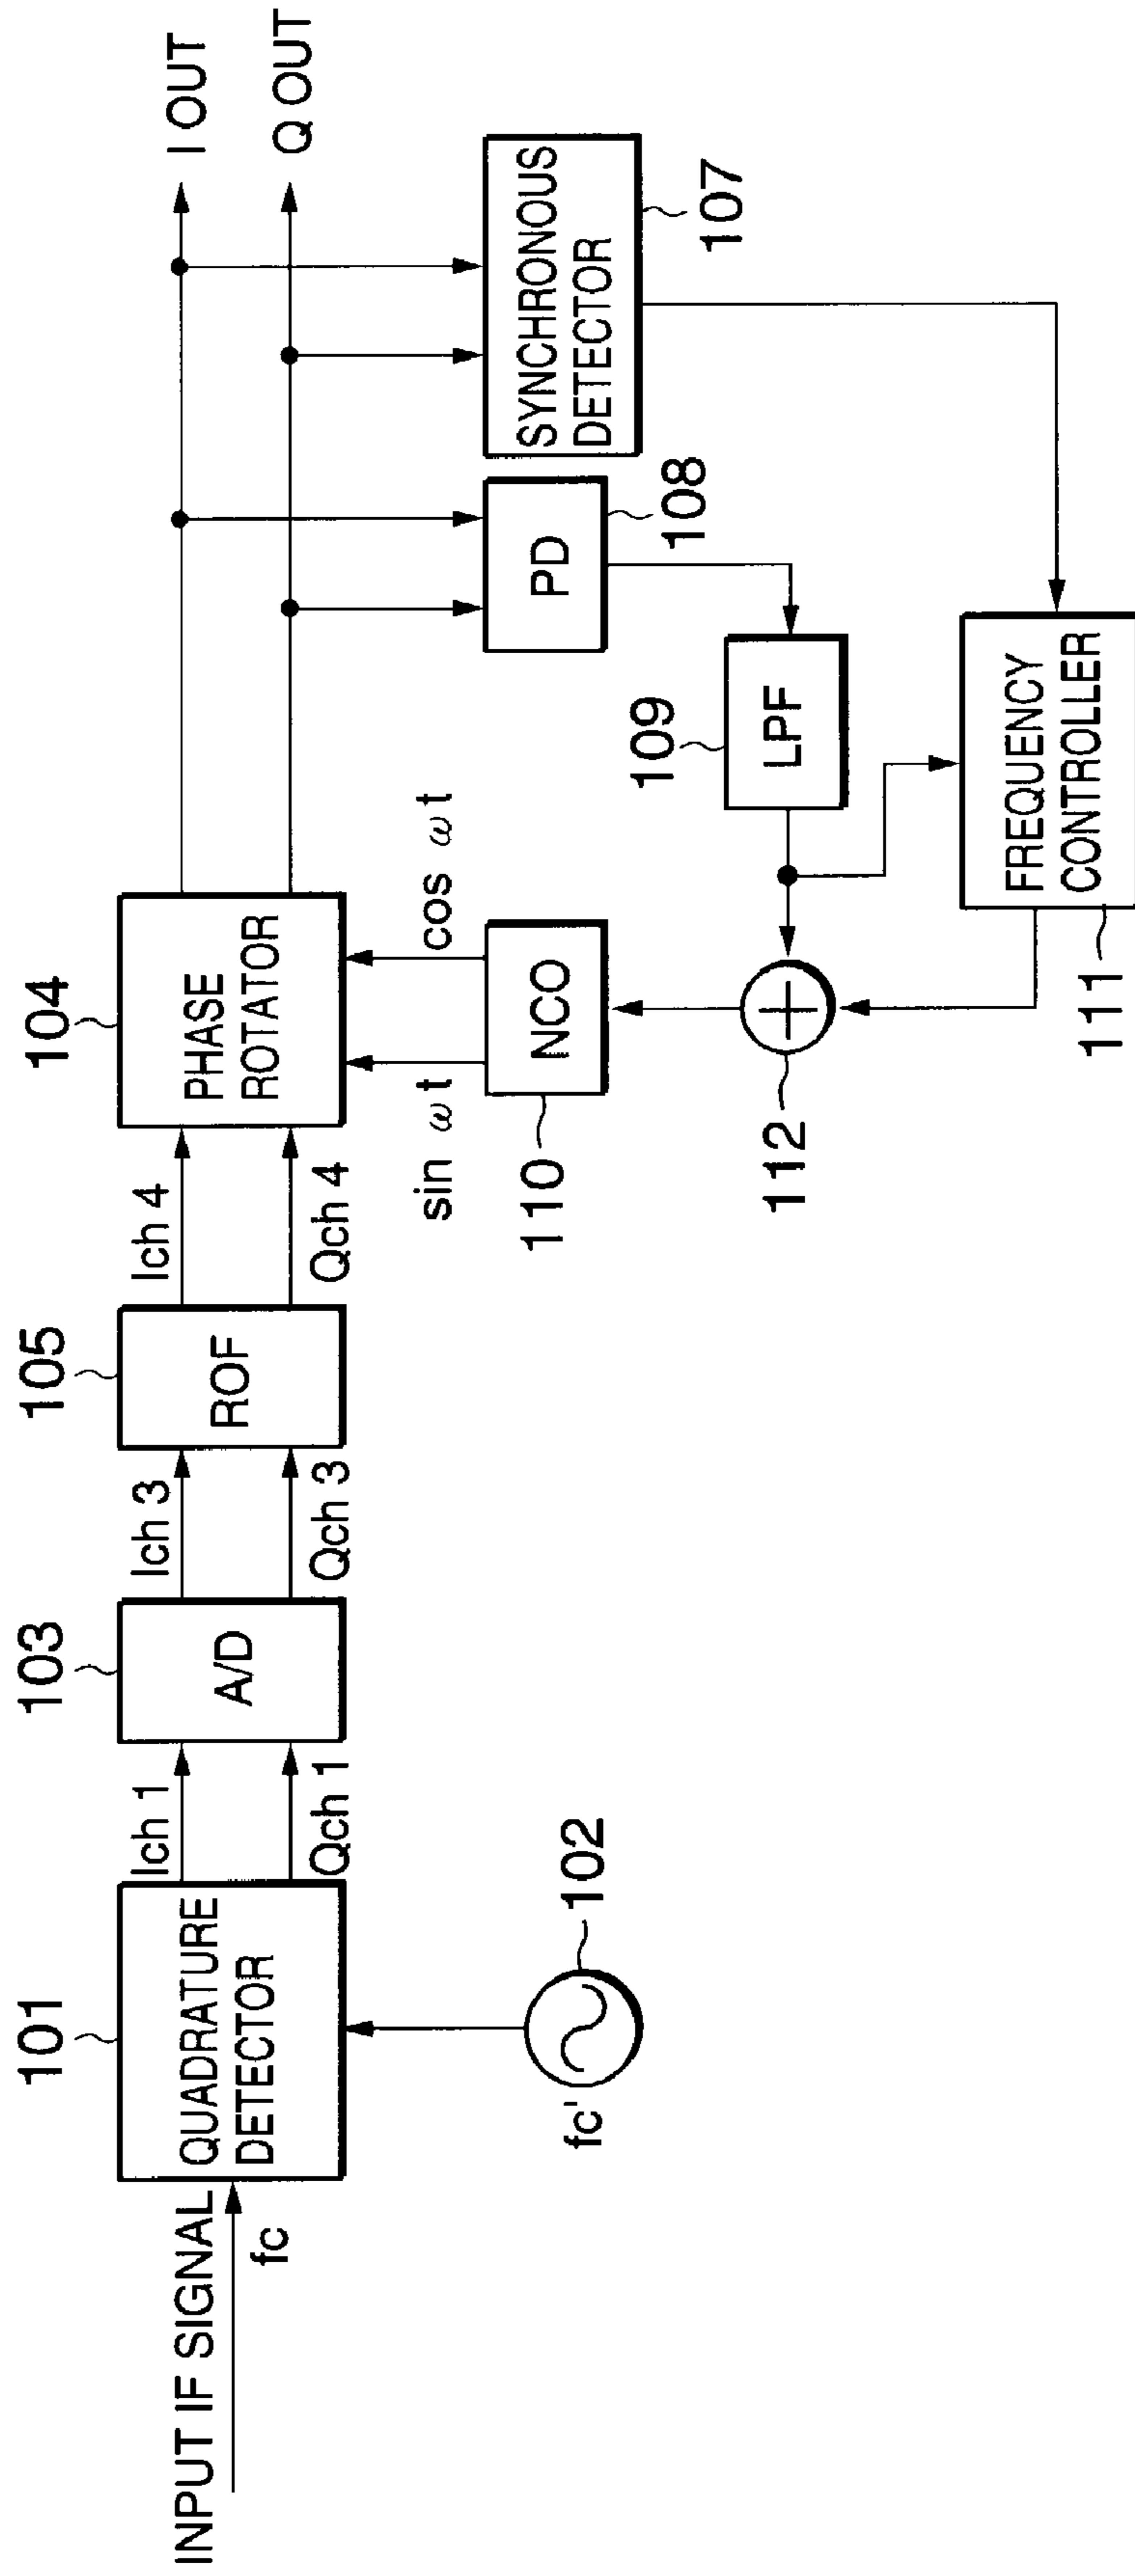 INPUT IF SIGNAL
fc
101
QUADRATURE
DETECTOR
fc'
102
Ich 1
Qch 1
103
A/D
Ich 3
Qch 3
105
ROF
Ich 4
Qch 4
104
PHASE
ROTATOR
sin ωt
cos ωt
110
NCO
112
+
109
LPF
108
PD
107
SYNCHRONOUS
DETECTOR
111
FREQUENCY
CONTROLLER
I OUT
Q OUT